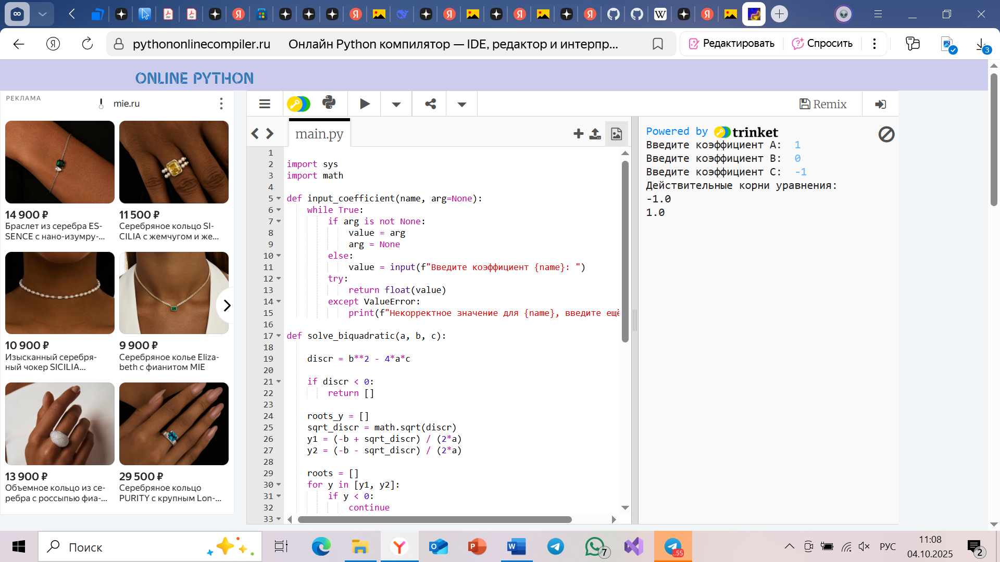 pythononlinecompiler.ru Онлайн Python компилятор — IDE, редактор и интерпр...
Редактировать
Спросить
3
ONLINE PYTHON
РЕКЛАМА
mie.ru
14 900 ₽
Браслет из серебра ES-
SENCE с нано-изумру-...
11 500 ₽
Серебряное кольцо SI-
CILIA с жемчугом и же...
10 900 ₽
Изысканный серебря-
ный чокер SICILIA...
9 900 ₽
Серебряное колье Eliza-
beth с фианитом MIE
13 900 ₽
Объемное кольцо из се-
ребра с россыпью фиа-...
29 500 ₽
Серебряное кольцо
PURITY с крупным Lon-...
Remix
main.py
1
2 import sys
3 import math
4
5 def input_coefficient(name, arg=None):
6 while True:
7 if arg is not None:
8 value = arg
9 arg = None
10 else:
11 value = input(f"Введите коэффициент {name}: ")
12 try:
13 return float(value)
14 except ValueError:
15 print(f"Некорректное значение для {name}, введите ещё
16
17 def solve_biquadratic(a, b, c):
18
19 discr = b**2 - 4*a*c
20
21 if discr < 0:
22 return []
23
24 roots_y = []
25 sqrt_discr = math.sqrt(discr)
26 y1 = (-b + sqrt_discr) / (2*a)
27 y2 = (-b - sqrt_discr) / (2*a)
28
29 roots = []
30 for y in [y1, y2]:
31 if y < 0:
32 continue
33
Powered by trinket
Введите коэффициент A: 1
Введите коэффициент B: 0
Введите коэффициент C: -1
Действительные корни уравнения:
-1.0
1.0
Поиск
7
55
РУС
11:08
04.10.2025
2